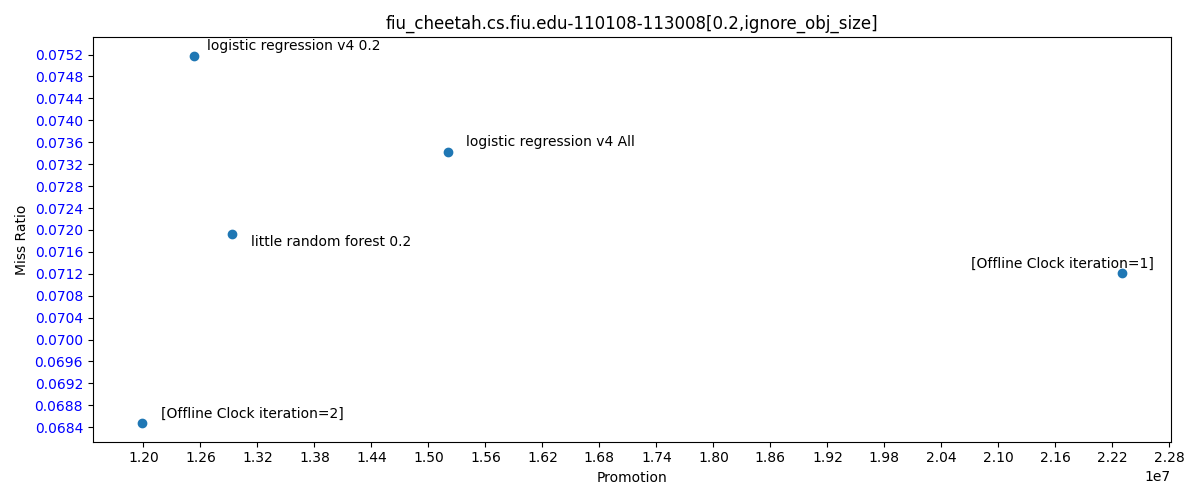 fiu_cheetah.cs.fiu.edu-110108-113008[0.2,ignore_obj_size]
Miss Ratio
0.0752
0.0748
0.0744
0.0740
0.0736
0.0732
0.0728
0.0724
0.0720
0.0716
0.0712
0.0708
0.0704
0.0700
0.0696
0.0692
0.0688
0.0684
logistic regression v4 0.2
logistic regression v4 All
little random forest 0.2
[Offline Clock iteration=1]
[Offline Clock iteration=2]
1.20 1.26 1.32 1.38 1.44 1.50 1.56 1.62 1.68 1.74 1.80 1.86 1.92 1.98 2.04 2.10 2.16 2.22 2.28
1e7
Promotion